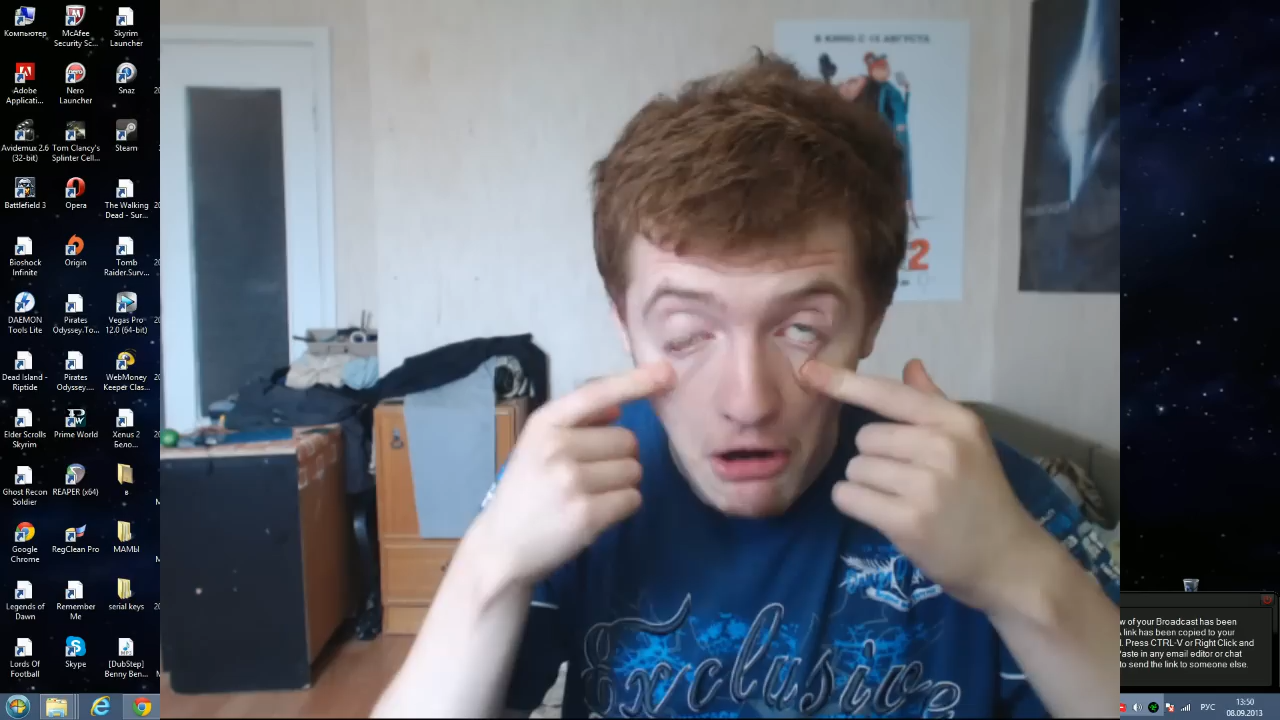 Компьютер
McAfee
Security Sc...
Skyrim
Launcher
Adobe
Applicati...
Nero
Launcher
Snaz
Avidemux 2.6
(32-bit)
Tom Clancy's
Splinter Cell...
Steam
Battlefield 3
Opera
The Walking
Dead - Sur...
Bioshock
Infinite
Origin
Tomb
Raider.Surv...
DAEMON
Tools Lite
Pirates
Odyssey.To...
Vegas Pro
12.0 (64-bit)
Dead Island -
Riptide
Pirates
Odyssey....
WebMoney
Keeper Clas...
Elder Scrolls
Skyrim
Prime World
Xenus 2
Бело...
Ghost Recon
Soldier
REAPER (x64)
в
Google
Chrome
RegClean Pro
МАМЫ
Legends of
Dawn
Remember
Me
serial keys
Lords Of
Football
Skype
[DubStep]
Benny Ben...
В КИНО С 15 АВГУСТА
2
Exclusive
w of your Broadcast has been
link has been copied to your
. Press CTRL-V or Right Click and
aste in any email editor or chat
to send the link to someone else.
РУС
13:50
08.09.2013